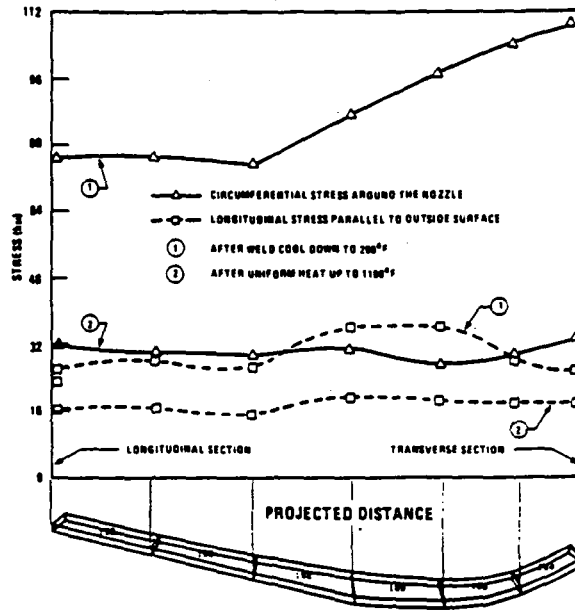 112
96
80
64
48
32
16
0
STRESS (ksi)
1
CIRCUMFERENTIAL STRESS AROUND THE NOZZLE
LONGITUDINAL STRESS PARALLEL TO OUTSIDE SURFACE
1 AFTER WELD COOL DOWN TO 200°F
2 AFTER UNIFORM HEAT UP TO 1100°F
2
1
2
LONGITUDINAL SECTION
TRANSVERSE SECTION
PROJECTED DISTANCE